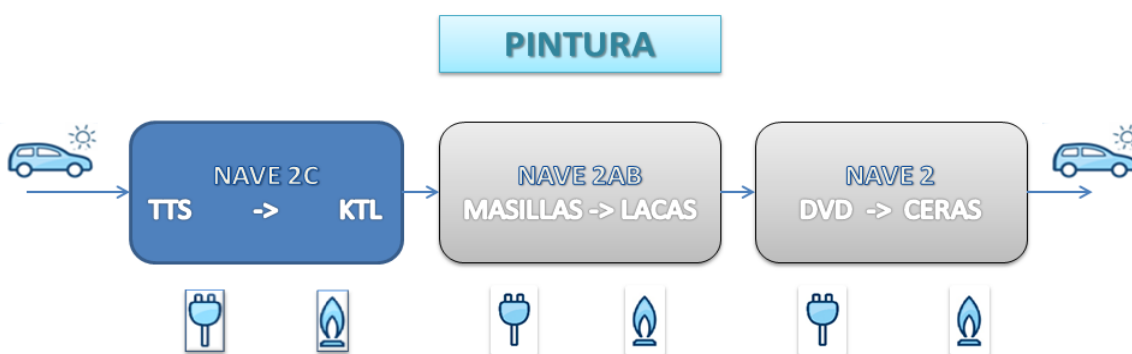 PINTURA
NAVE 2C
TTS -> KTL
NAVE 2AB
MASILLAS -> LACAS
NAVE 2
DVD -> CERAS